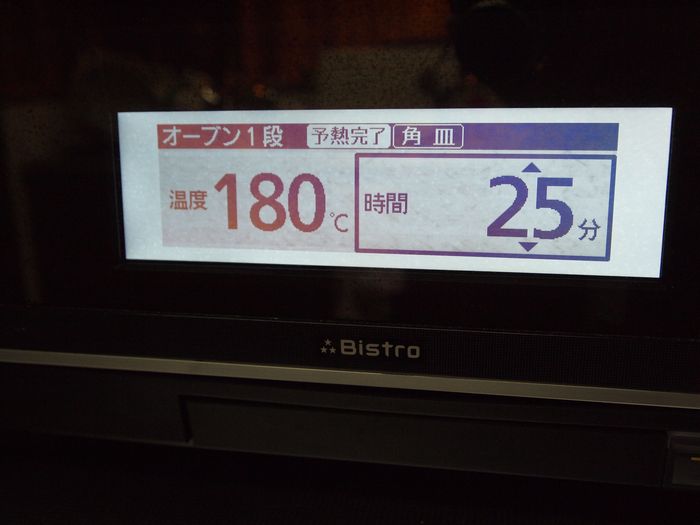 オーブン1段 予熱完了 角皿
温度 180℃ 時間 25分
Bistro